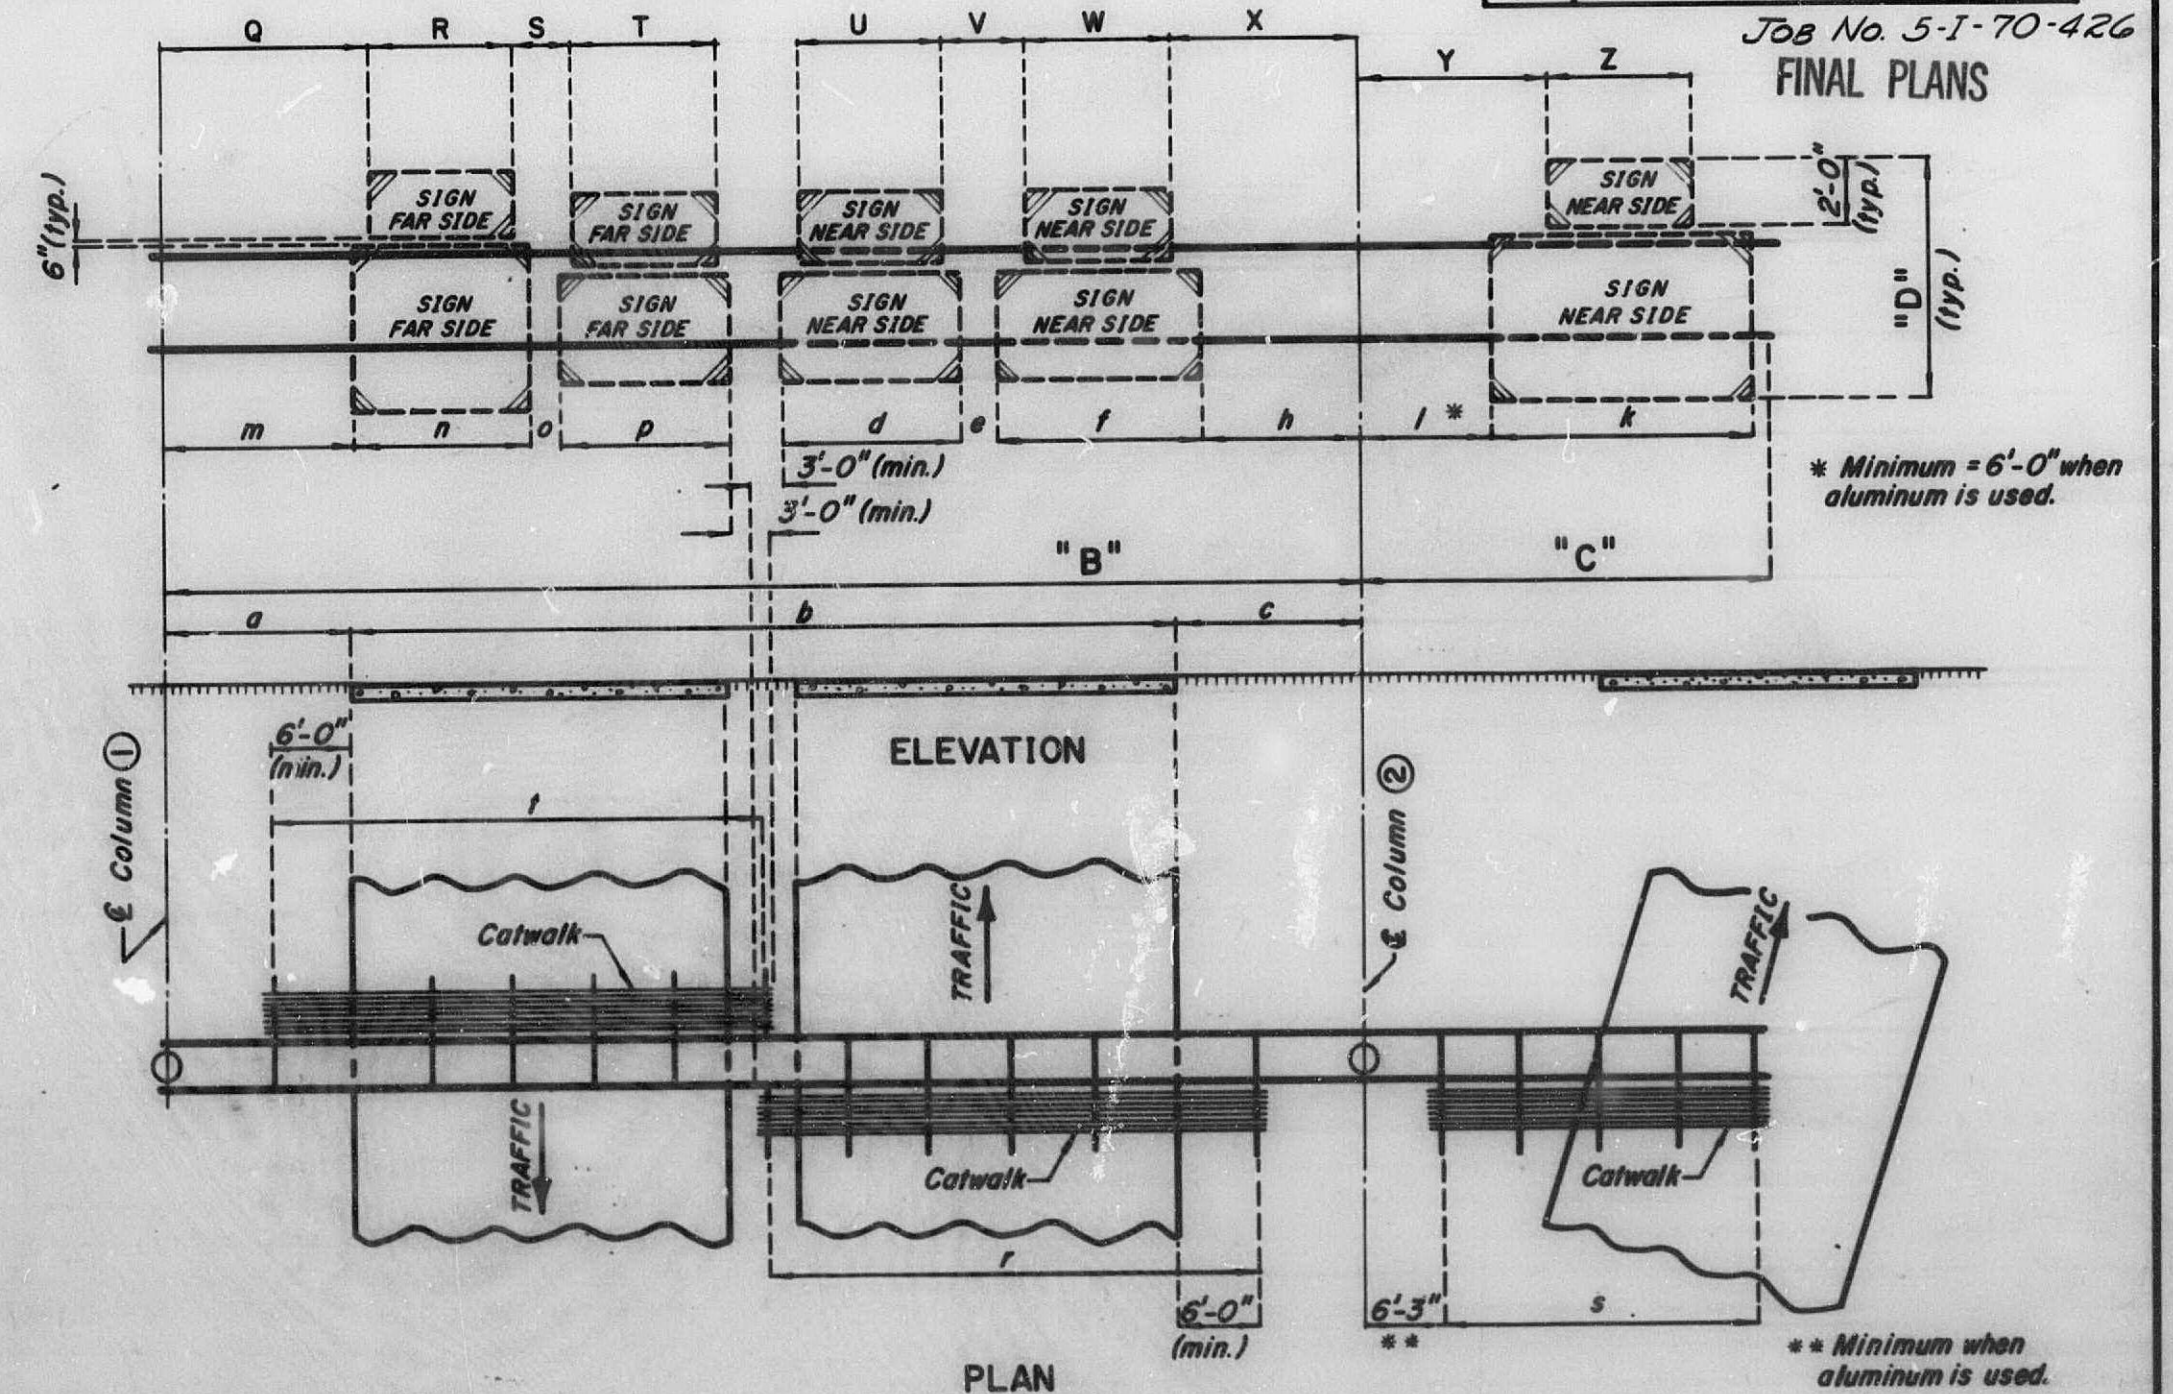 Q R S T U V W X
Job No. 5-I-70-426
FINAL PLANS
Y Z
6" (typ.)
SIGN
FAR SIDE
SIGN
FAR SIDE
SIGN
NEAR SIDE
SIGN
NEAR SIDE
SIGN
NEAR SIDE
2'-0"
(typ.)
SIGN
FAR SIDE
SIGN
FAR SIDE
SIGN
NEAR SIDE
SIGN
NEAR SIDE
SIGN
NEAR SIDE
"D"
(typ.)
m n o p d e f h l * k
3'-0" (min.)
3'-0" (min.)
* Minimum = 6'-0" when
aluminum is used.
"B" "C"
a b c
6'-0"
(min.)
ELEVATION
℄ Column ①
℄ Column ②
t
Catwalk
TRAFFIC
TRAFFIC
TRAFFIC
Catwalk
Catwalk
r
6'-0"
(min.)
6'-3"
**
s
** Minimum when
aluminum is used.
PLAN